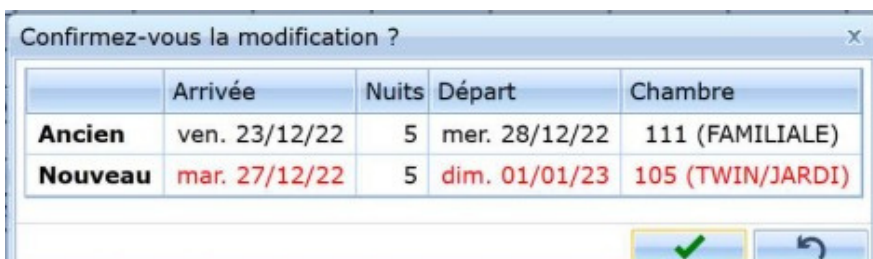 Confirmez-vous la modification ? x
Arrivée Nuits Départ Chambre
Ancien ven. 23/12/22 5 mer. 28/12/22 111 (FAMILIALE)
Nouveau mar. 27/12/22 5 dim. 01/01/23 105 (TWIN/JARDI)